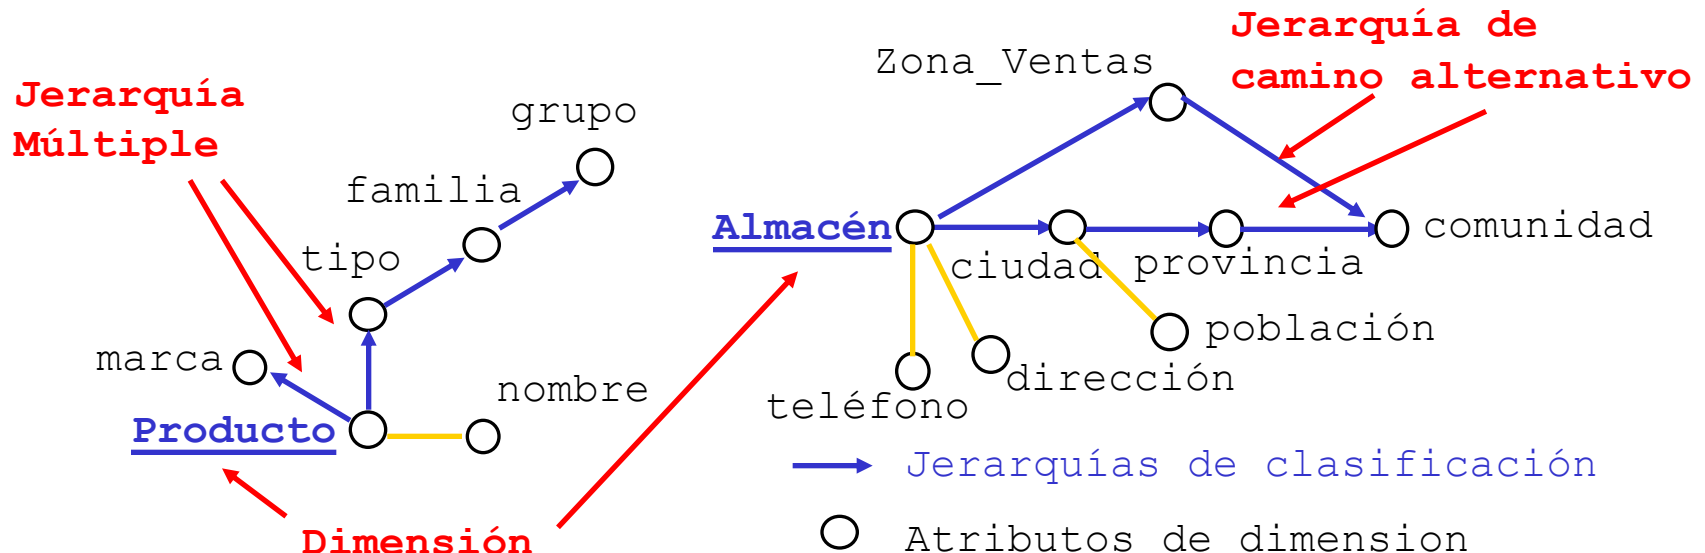 Jerarquía de
camino alternativo
Zona_Ventas
Jerarquía
Múltiple
grupo
familia
tipo
Almacén
comunidad
ciudad
provincia
población
marca
nombre
dirección
teléfono
Producto
Jerarquías de clasificación
Dimensión
Atributos de dimension